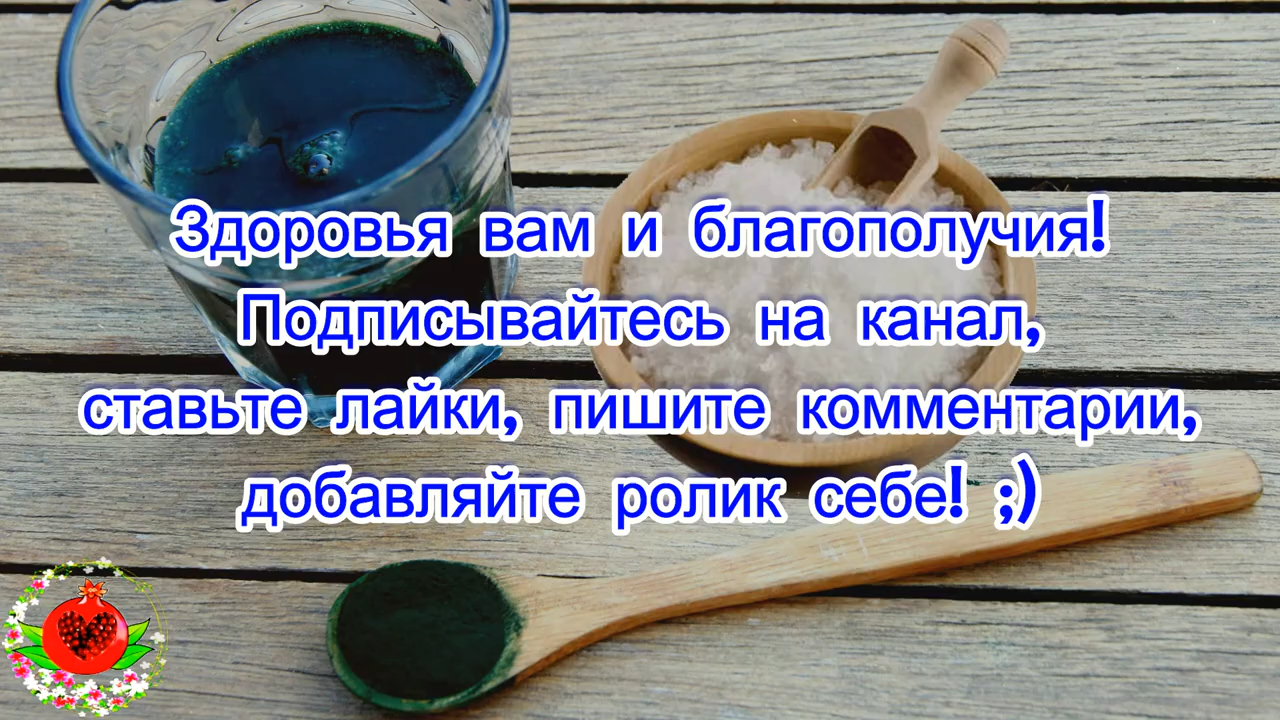 Здоровья вам и благополучия!
Подписывайтесь на канал,
ставьте лайки, пишите комментарии,
добавляйте ролик себе! ;)